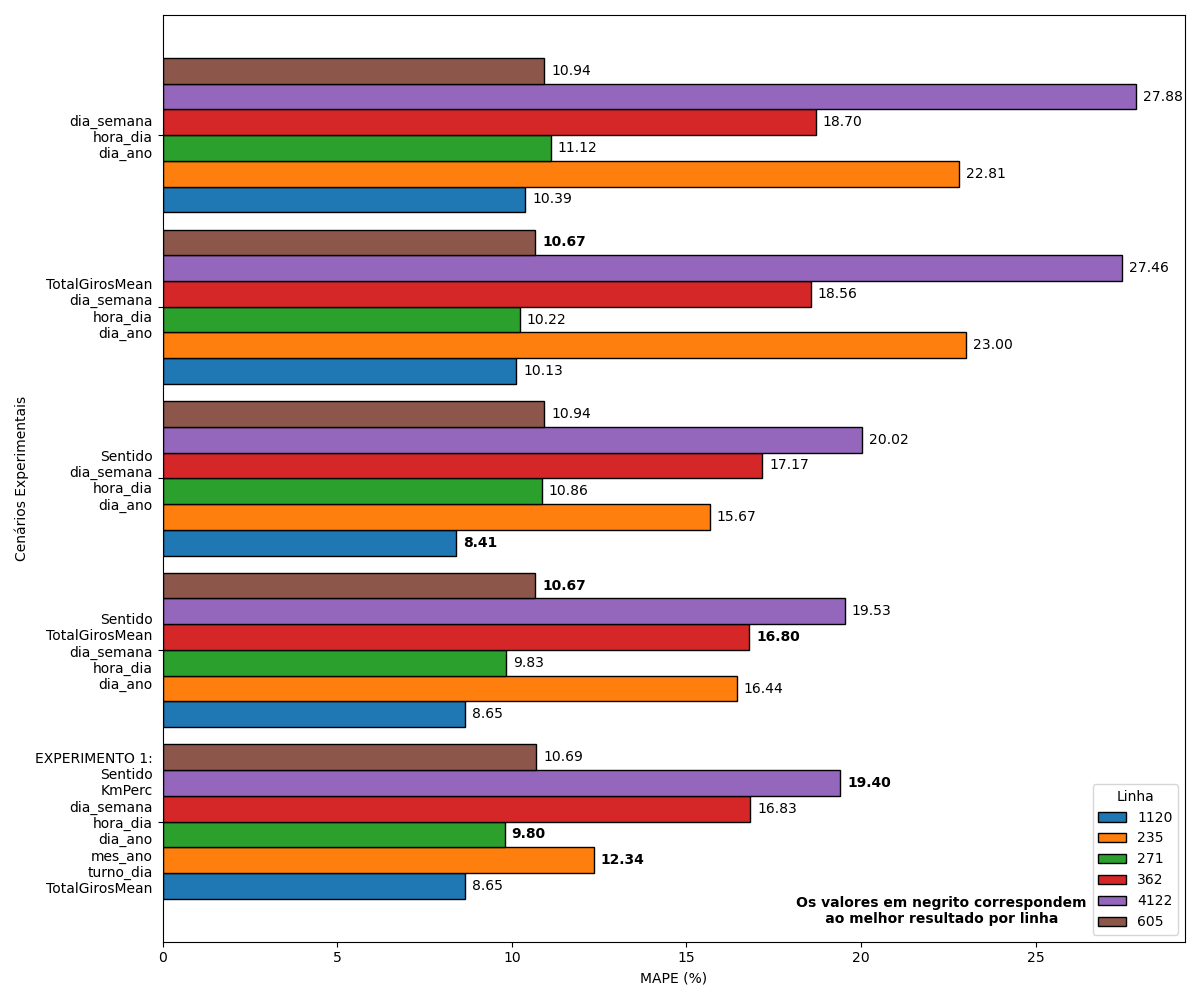 10.94
27.88
18.70
11.12
22.81
10.39
dia_semana
hora_dia
dia_ano
10.67
27.46
18.56
10.22
23.00
10.13
TotalGirosMean
dia_semana
hora_dia
dia_ano
10.94
20.02
17.17
10.86
15.67
8.41
Sentido
dia_semana
hora_dia
dia_ano
10.67
19.53
16.80
9.83
16.44
8.65
Sentido
TotalGirosMean
dia_semana
hora_dia
dia_ano
10.69
19.40
16.83
9.80
12.34
8.65
EXPERIMENTO 1:
Sentido
KmPerc
dia_semana
hora_dia
dia_ano
mes_ano
turno_dia
TotalGirosMean
Cenários Experimentais
Os valores em negrito correspondem
ao melhor resultado por linha
Linha
1120
235
271
362
4122
605
0 5 10 15 20 25
MAPE (%)